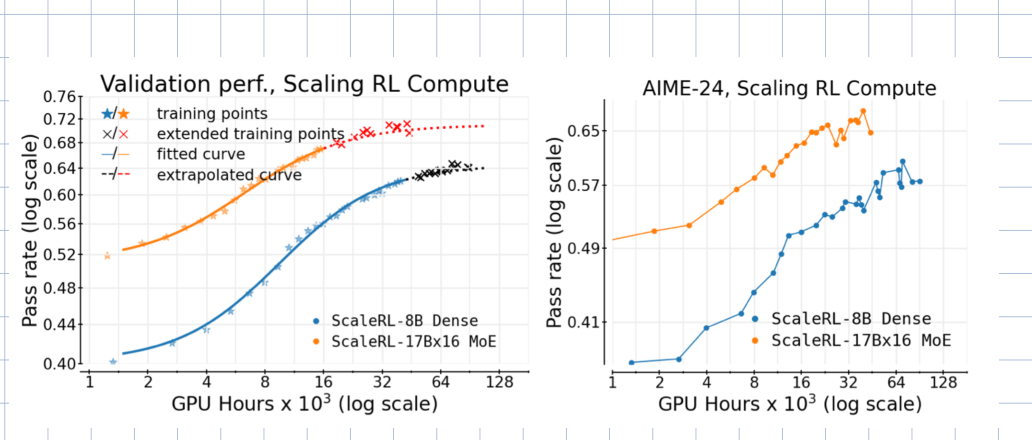 Validation perf., Scaling RL Compute
Pass rate (log scale)
0.76
0.72
0.68
0.64
0.60
0.56
0.52
0.48
0.44
0.40
★/★ training points
×/× extended training points
—/— fitted curve
--/-- extrapolated curve
ScaleRL-8B Dense
ScaleRL-17Bx16 MoE
1 2 4 8 16 32 64 128
GPU Hours x 10³ (log scale)
AIME-24, Scaling RL Compute
Pass rate (log scale)
0.65
0.57
0.49
0.41
ScaleRL-8B Dense
ScaleRL-17Bx16 MoE
1 2 4 8 16 32 64 128
GPU Hours x 10³ (log scale)